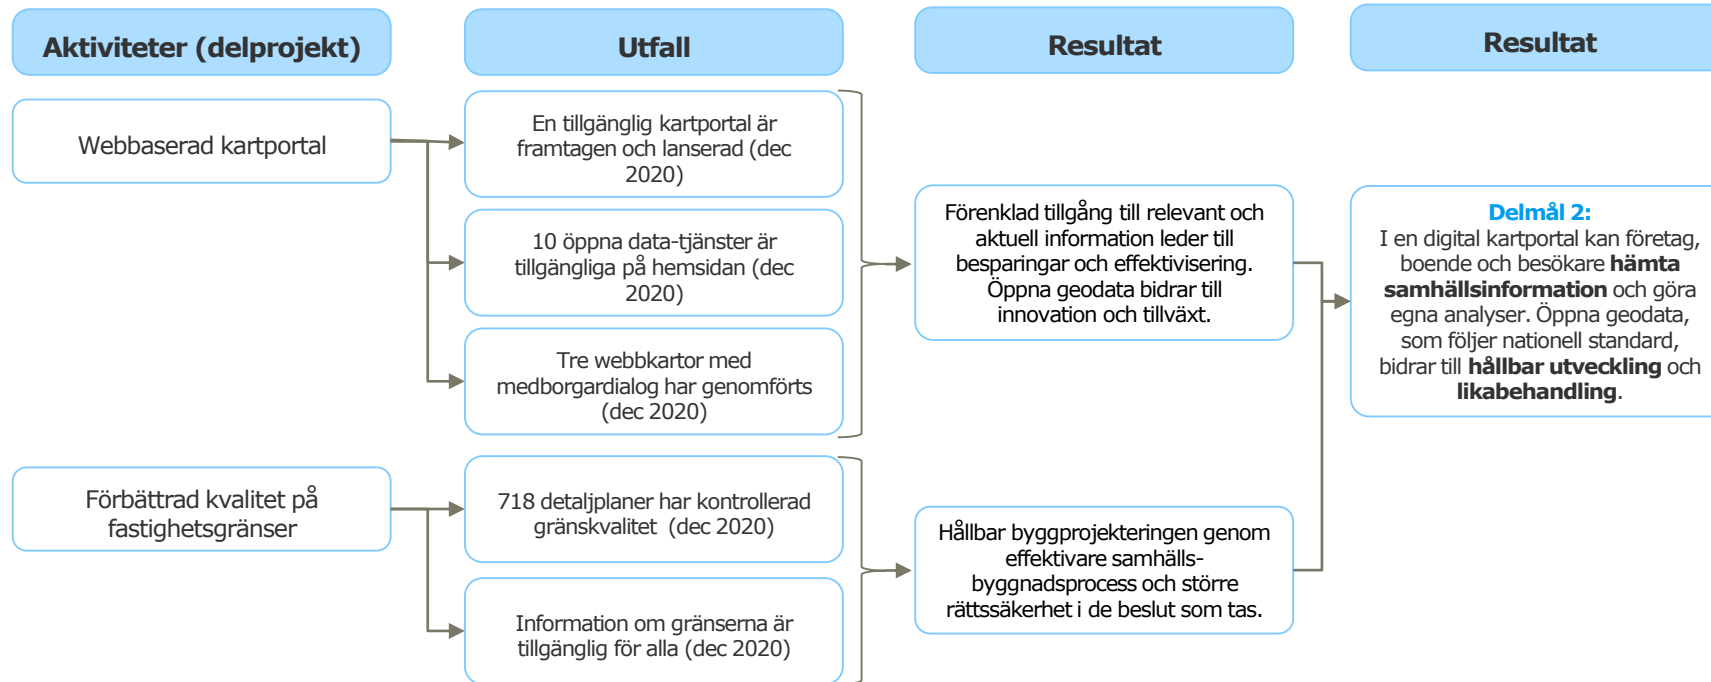 Aktiviteter (delprojekt)
Utfall
Resultat
Resultat
Webbaserad kartportal
En tillgänglig kartportal är
framtagen och lanserad (dec
2020)
10 öppna data-tjänster är
tillgängliga på hemsidan (dec
2020)
Tre webbkartor med
medborgardialog har genomförts
(dec 2020)
Förenklad tillgång till relevant och
aktuell information leder till
besparingar och effektivisering.
Öppna geodata bidrar till
innovation och tillväxt.
Delmål 2:
I en digital kartportal kan företag,
boende och besökare hämta
samhällsinformation och göra
egna analyser. Öppna geodata,
som följer nationell standard,
bidrar till hållbar utveckling och
likabehandling.
Förbättrad kvalitet på
fastighetsgränser
718 detaljplaner har kontrollerad
gränskvalitet (dec 2020)
Information om gränserna är
tillgänglig för alla (dec 2020)
Hållbar byggprojekteringen genom
effektivare samhälls-
byggnadsprocess och större
rättssäkerhet i de beslut som tas.